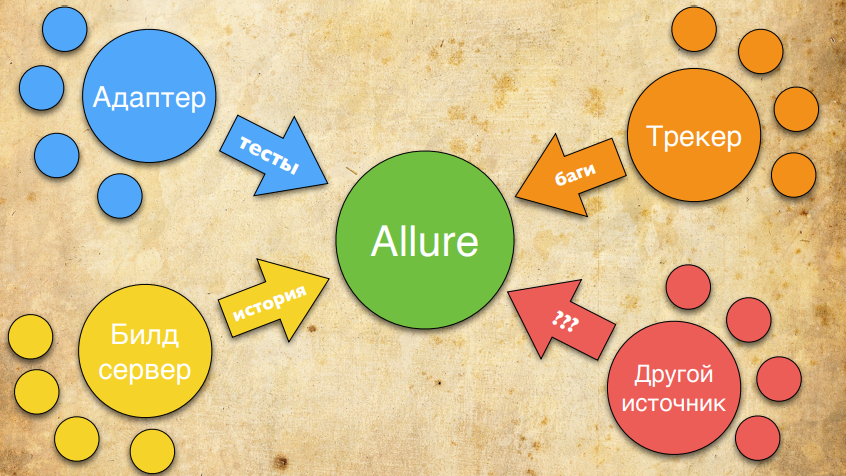 Адаптер
тесты
Трекер
баги
Allure
Билд
сервер
история
Другой
источник
???